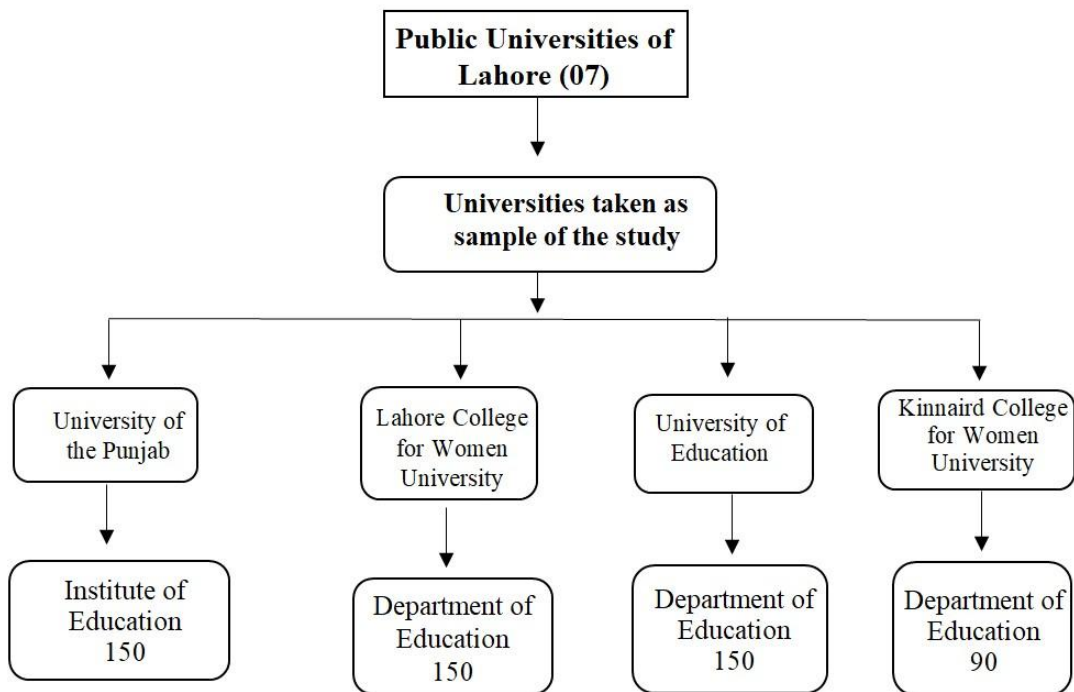 Public Universities of
Lahore (07)
Universities taken as
sample of the study
University of
the Punjab
Lahore College
for Women
University
University of
Education
Kinnaird College
for Women
University
Institute of
Education
150
Department of
Education
150
Department of
Education
150
Department of
Education
90